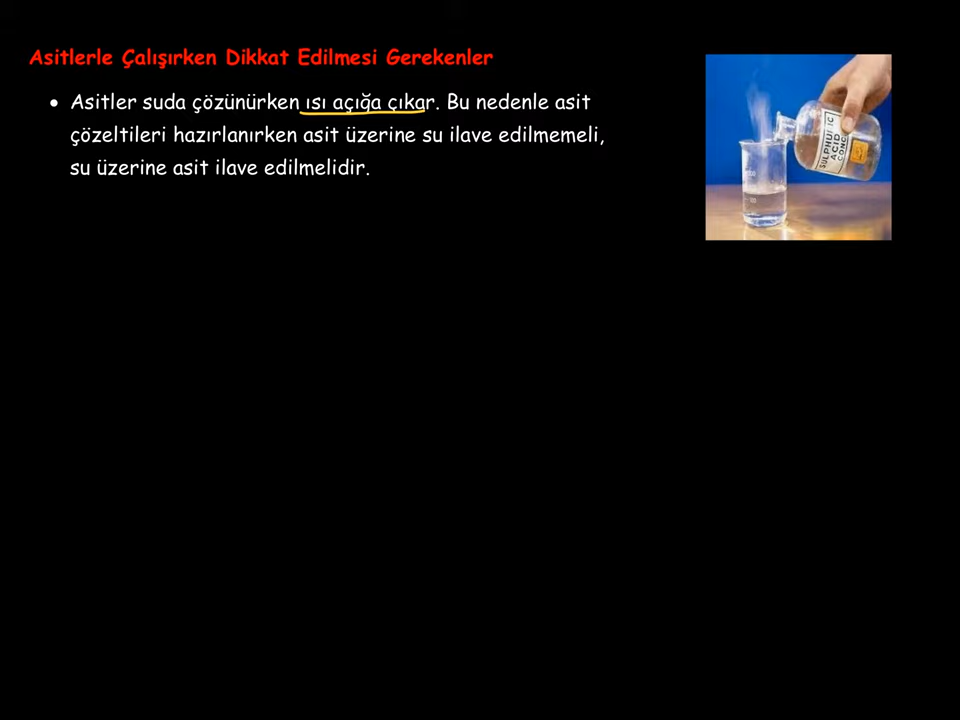 Asitlerle Çalışırken Dikkat Edilmesi Gerekenler
• Asitler suda çözünürken ısı açığa çıkar. Bu nedenle asit
çözeltileri hazırlanırken asit üzerine su ilave edilmemeli,
su üzerine asit ilave edilmelidir.
SULPHURIC
ACID
CONC